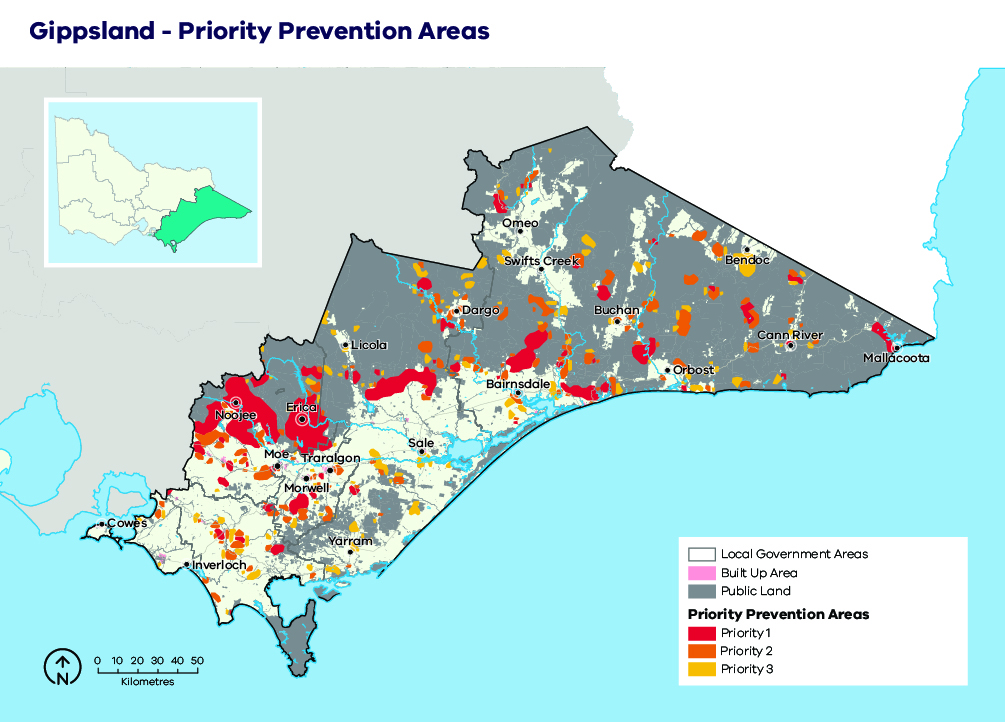 Gippsland - Priority Prevention Areas
Omeo
Swifts Creek
Bendoc
Dargo
Buchan
Cann River
Licola
Mallacoota
Orbost
Bairnsdale
Noojee
Erica
Sale
Moe
Traralgon
Morwell
Cowes
Yarram
Inverloch
Local Government Areas
Built Up Area
Public Land
Priority Prevention Areas
Priority 1
Priority 2
Priority 3
N
0 10 20 30 40 50
Kilometres